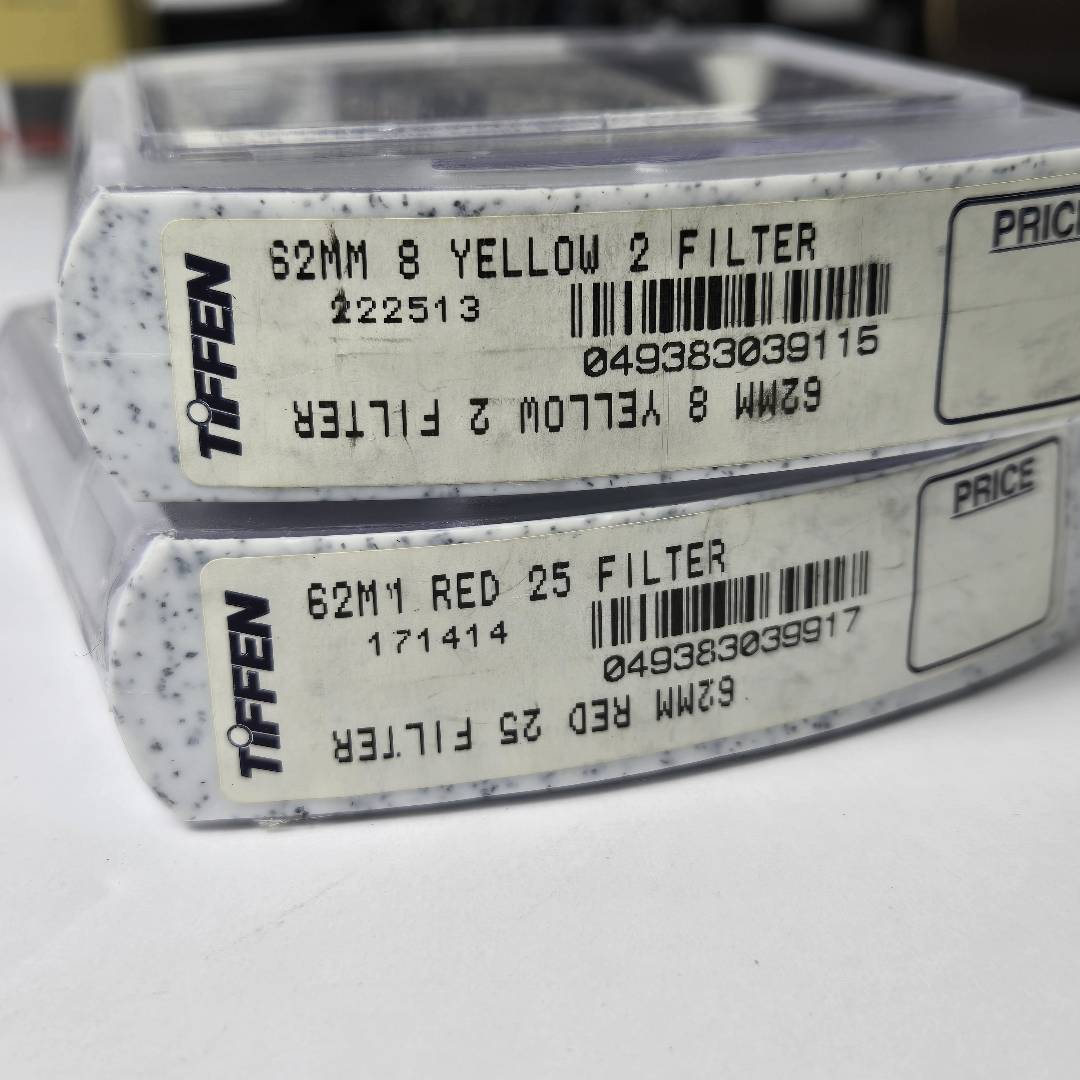 TIFFEN
62MM 8 YELLOW 2 FILTER
222513
049383039115
62MM 8 YELLOW 2 FILTER
PRICE
TIFFEN
62MM RED 25 FILTER
171414
049383039917
62MM RED 25 FILTER
PRICE